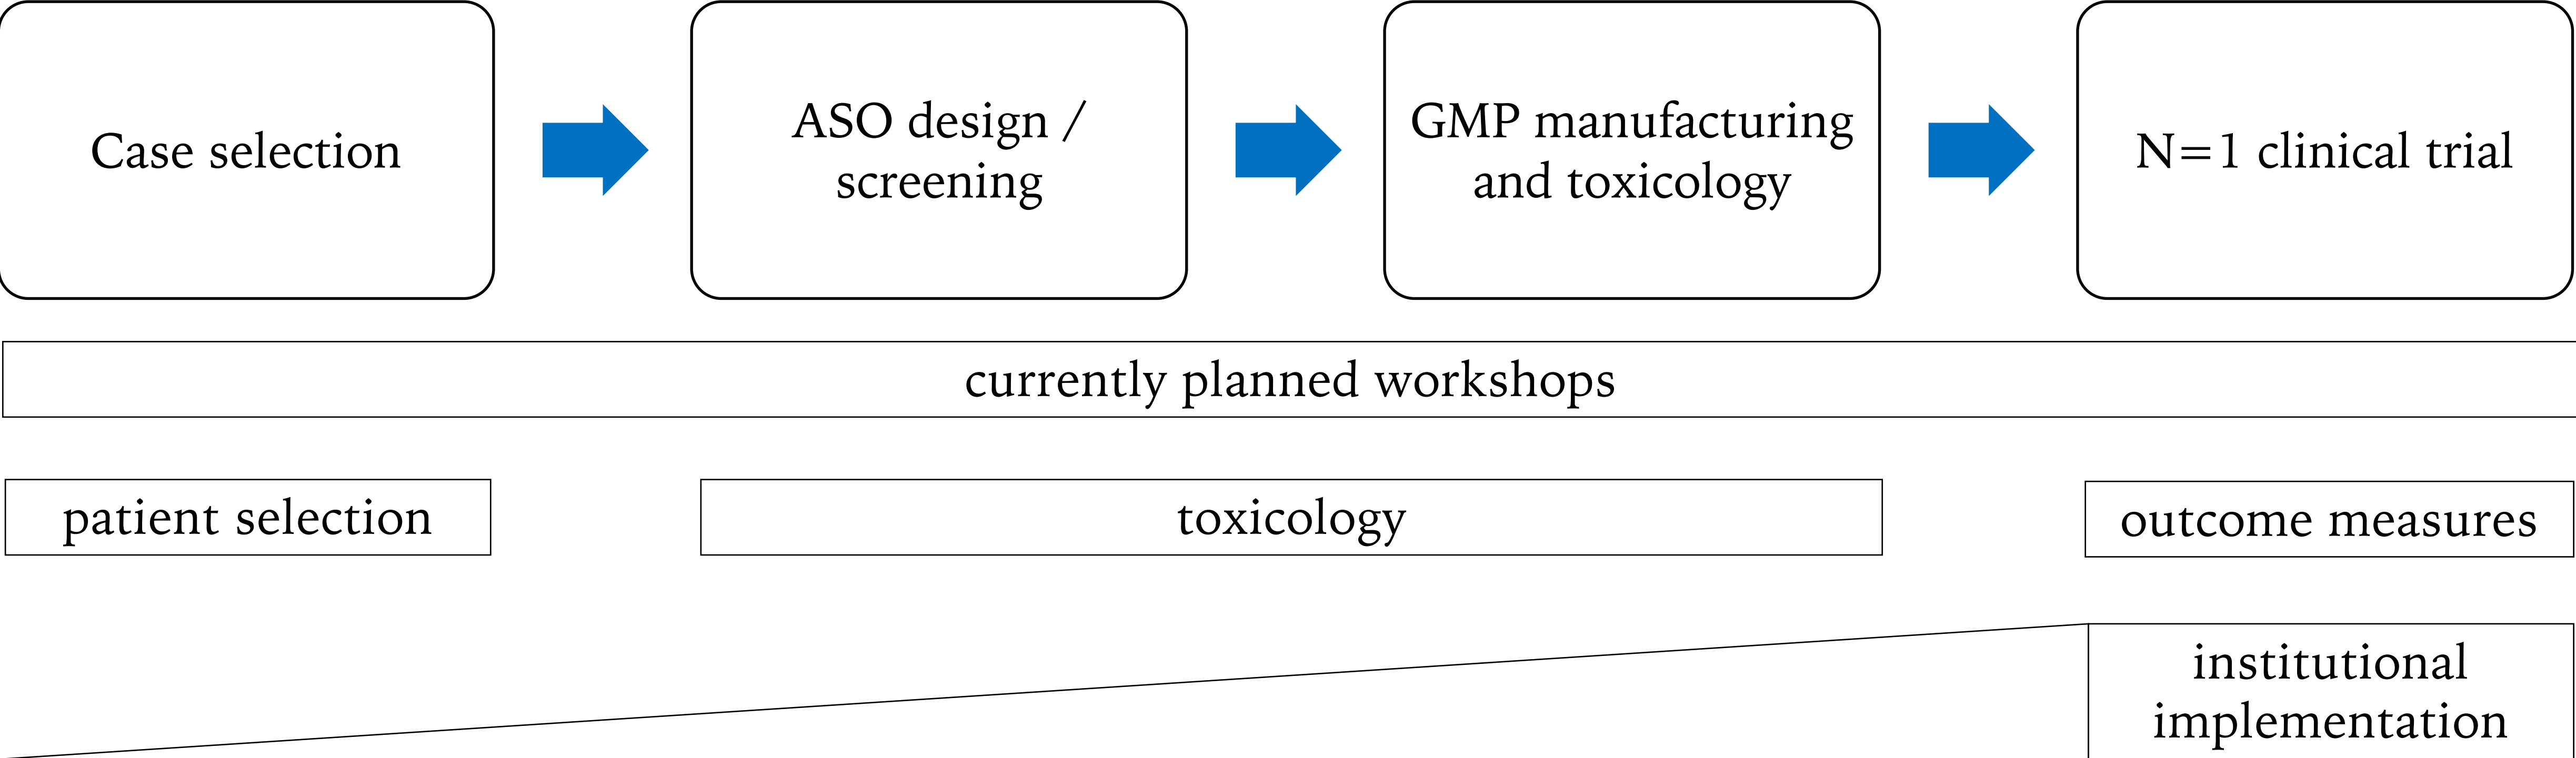 Case selection
ASO design /
screening
GMP manufacturing
and toxicology
N=1 clinical trial
currently planned workshops
patient selection
toxicology
outcome measures
institutional
implementation